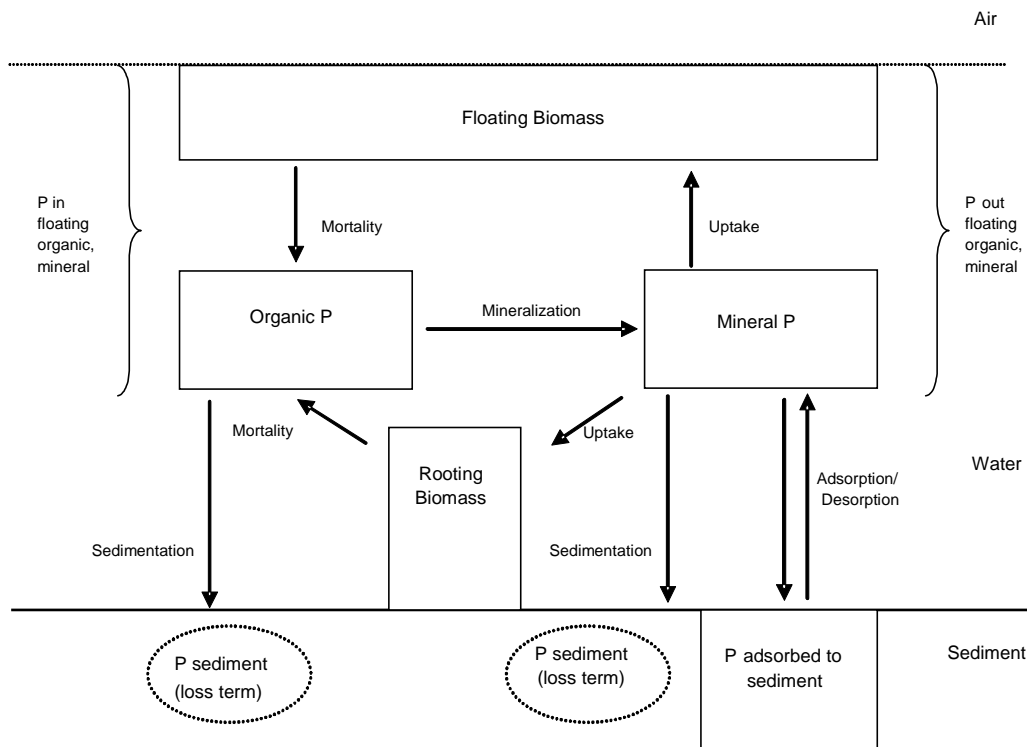 Air
Floating Biomass
P in
floating
organic,
mineral
Mortality
Uptake
P out
floating
organic,
mineral
Organic P
Mineralization
Mineral P
Mortality
Rooting
Biomass
Uptake
Adsorption/
Desorption
Water
Sedimentation
Sedimentation
P sediment
(loss term)
P sediment
(loss term)
P adsorbed to
sediment
Sediment